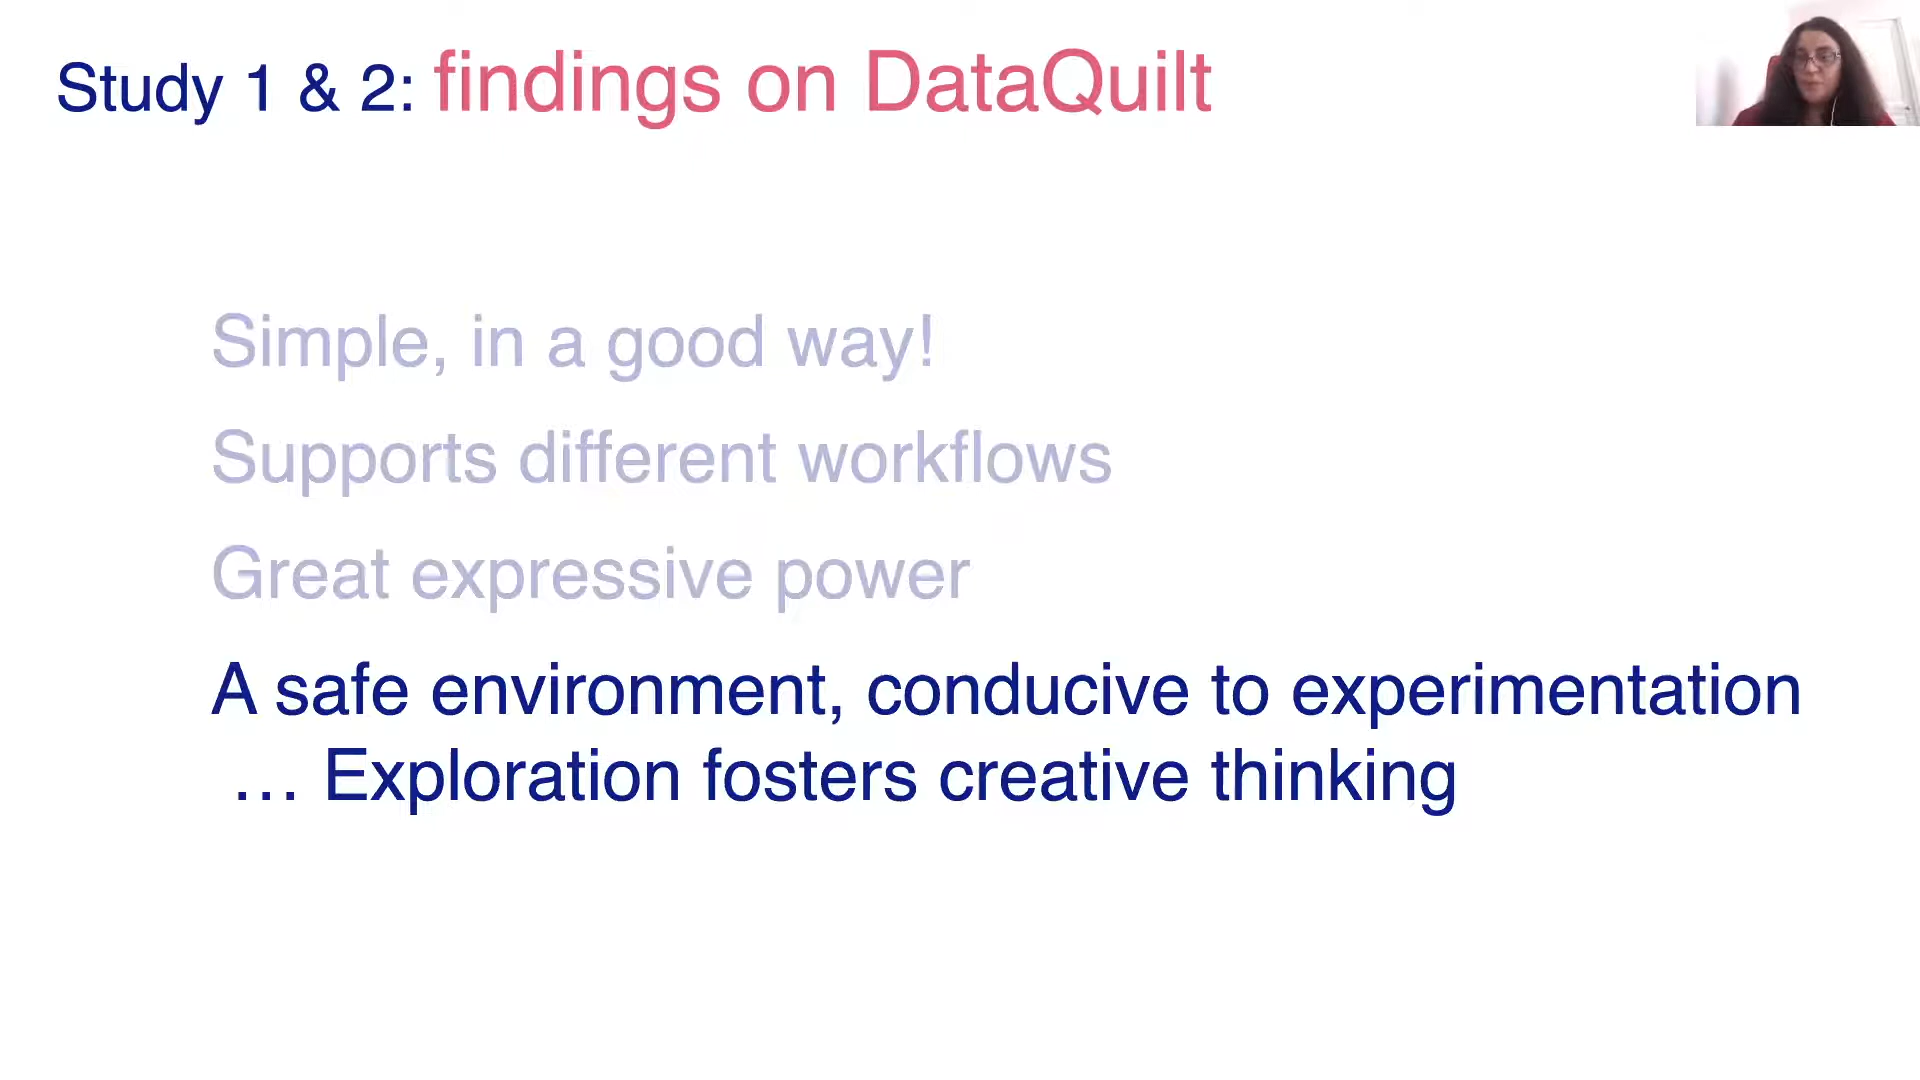 Study 1 & 2: findings on DataQuilt
Simple, in a good way!
Supports different workflows
Great expressive power
A safe environment, conducive to experimentation
… Exploration fosters creative thinking